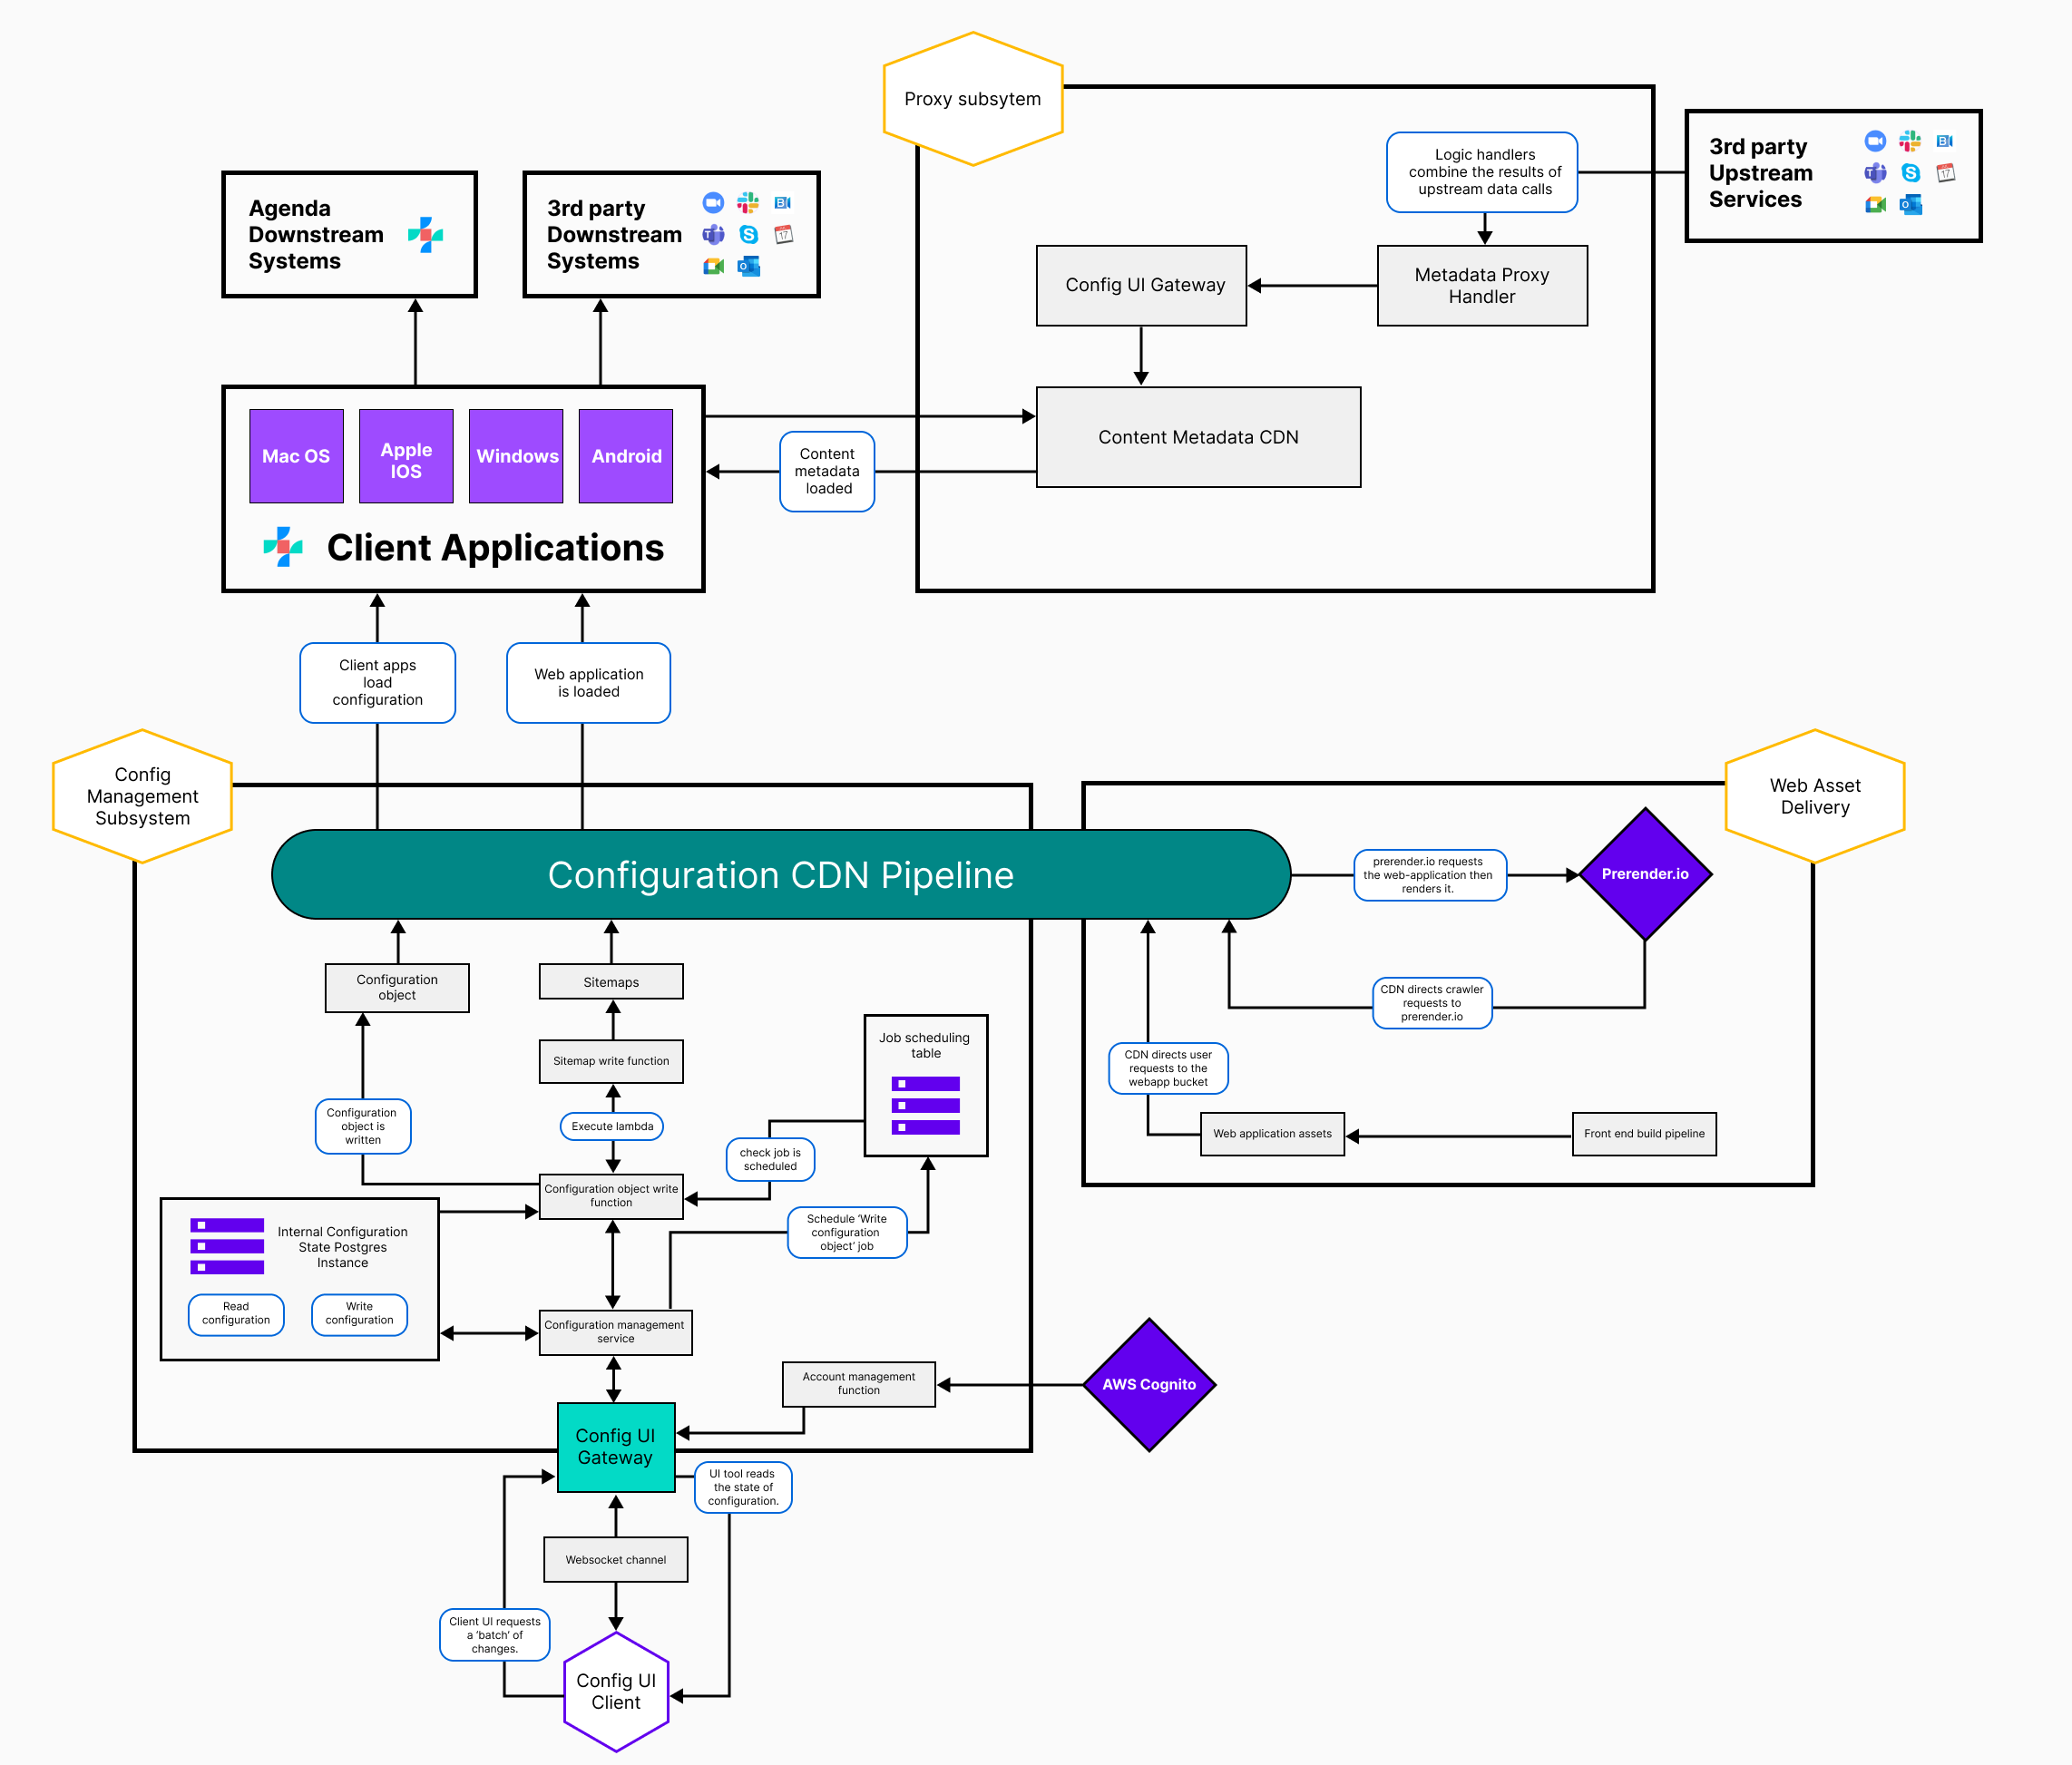 Proxy subsytem
Logic handlers
combine the results of
upstream data calls
3rd party
Upstream
Services
Agenda
Downstream
Systems
3rd party
Downstream
Systems
Config UI Gateway
Metadata Proxy
Handler
Content Metadata CDN
Mac OS
Apple
IOS
Windows
Android
Content
metadata
loaded
Client Applications
Client apps
load
configuration
Web application
is loaded
Config
Management
Subsystem
Web Asset
Delivery
Configuration CDN Pipeline
prerender.io requests
the web-application then
renders it.
Prerender.io
Configuration
object
Sitemaps
CDN directs crawler
requests to
prerender.io
Job scheduling
table
Sitemap write function
CDN directs user
requests to the
webapp bucket
Configuration
object is
written
Execute lambda
Web application assets
Front end build pipeline
check job is
scheduled
Configuration object write
function
Internal Configuration
State Postgres
Instance
Schedule ‘Write
configuration
object’ job
Read
configuration
Write
configuration
Configuration management
service
Account management
function
AWS Cognito
Config UI
Gateway
UI tool reads
the state of
configuration.
Websocket channel
Client UI requests
a ‘batch’ of
changes.
Config UI
Client